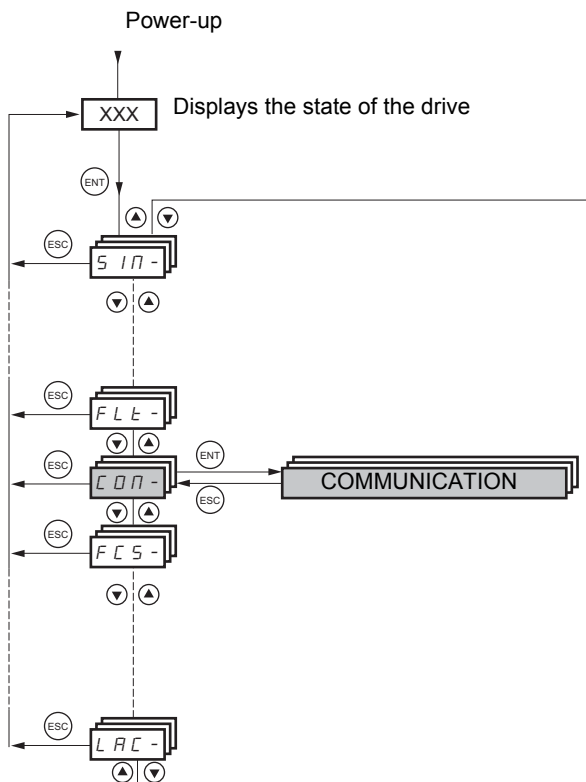 Power-up
XXX Displays the state of the drive
ENT
ESC
SIM-
ESC
FLt-
ESC
COM-
ENT
ESC
COMMUNICATION
ESC
FCS-
ESC
LAC-